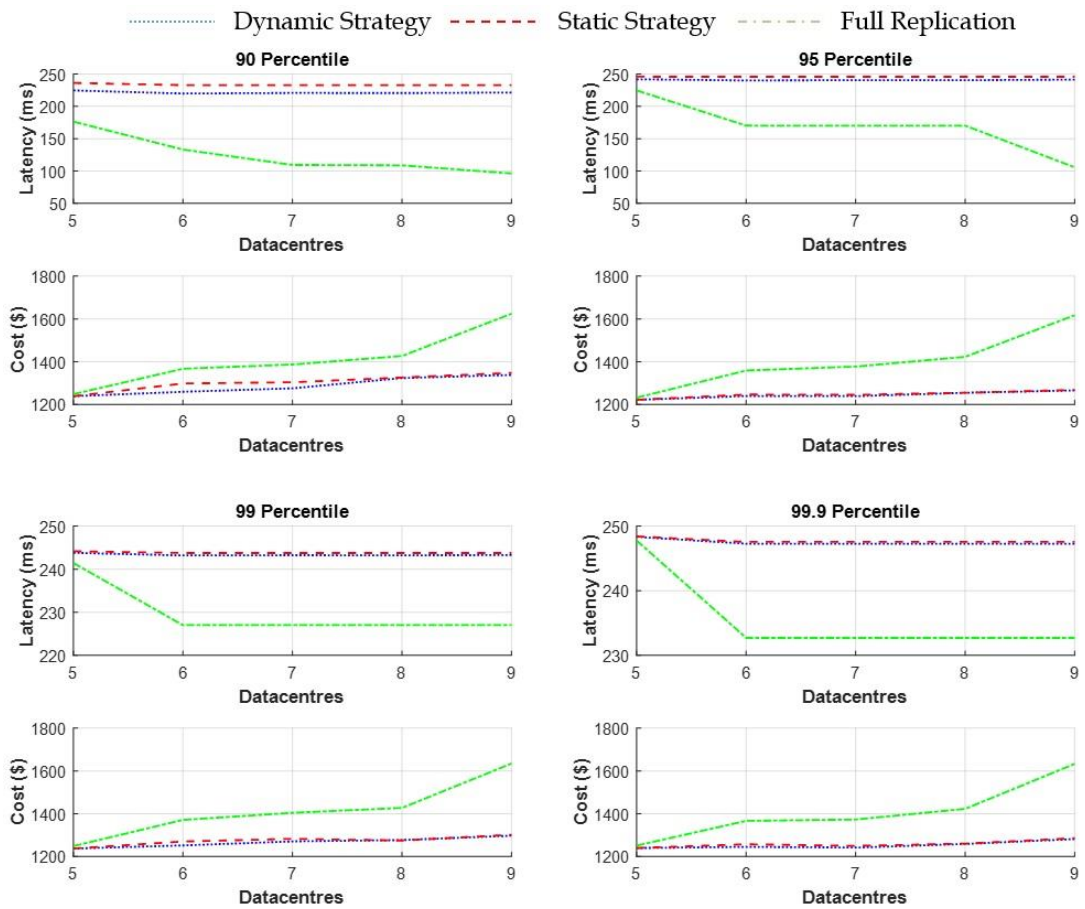 Dynamic Strategy Static Strategy Full Replication
90 Percentile
Latency (ms)
250
200
150
100
50
5 6 7 8 9
Datacentres
95 Percentile
Latency (ms)
250
200
150
100
50
5 6 7 8 9
Datacentres
Cost ($)
1800
1600
1400
1200
5 6 7 8 9
Datacentres
Cost ($)
1800
1600
1400
1200
5 6 7 8 9
Datacentres
99 Percentile
Latency (ms)
250
240
230
220
5 6 7 8 9
Datacentres
99.9 Percentile
Latency (ms)
250
240
230
5 6 7 8 9
Datacentres
Cost ($)
1800
1600
1400
1200
5 6 7 8 9
Datacentres
Cost ($)
1800
1600
1400
1200
5 6 7 8 9
Datacentres